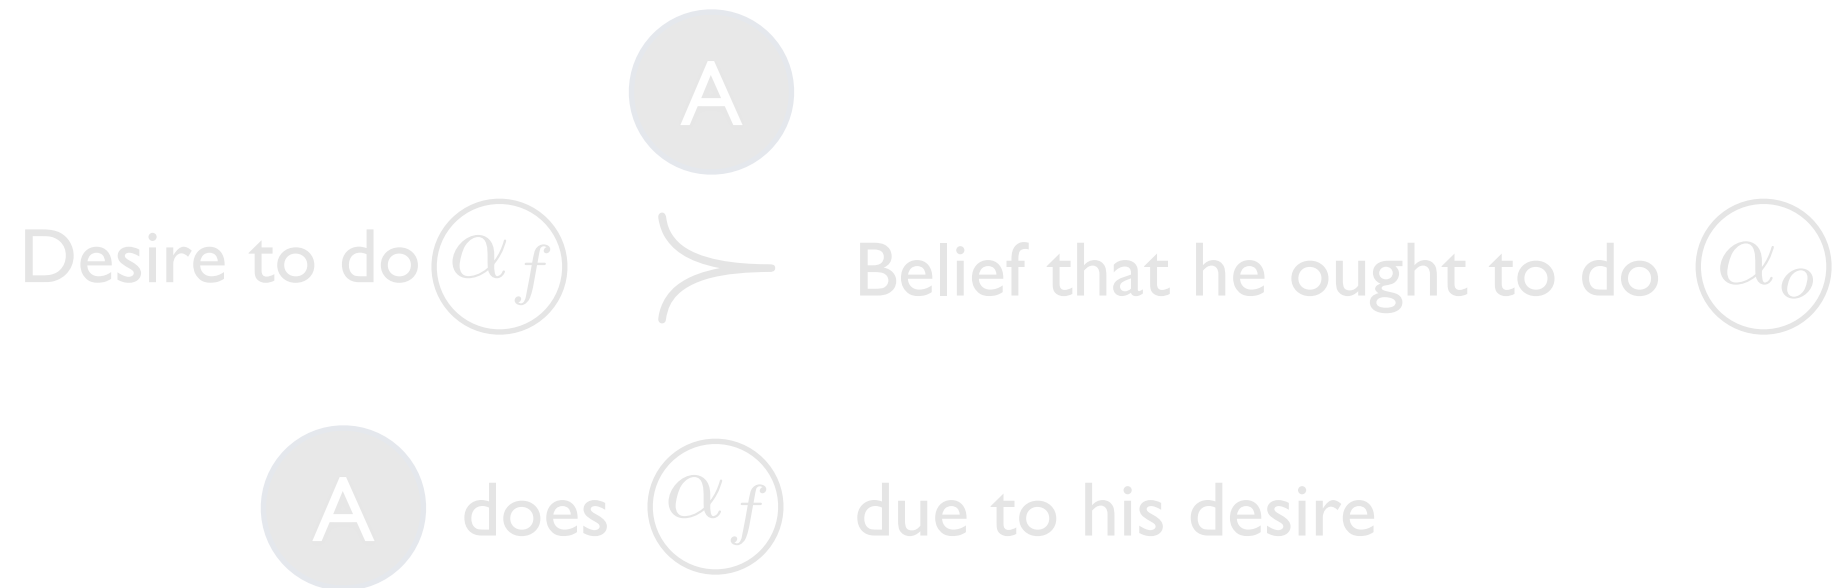 A
Desire to do α_f ≻ Belief that he ought to do α_o
A does α_f due to his desire